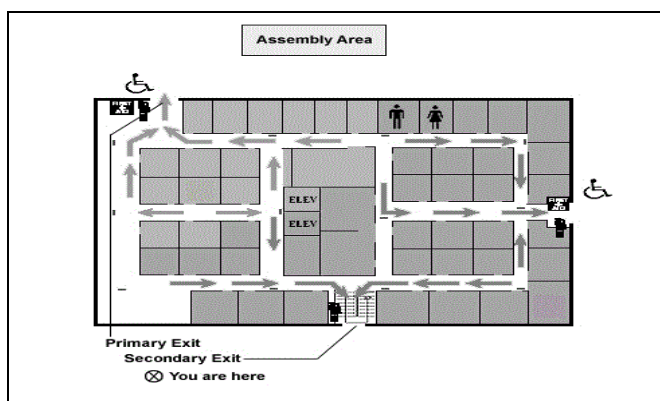 Assembly Area
ELEV
ELEV
Primary Exit
Secondary Exit
You are here